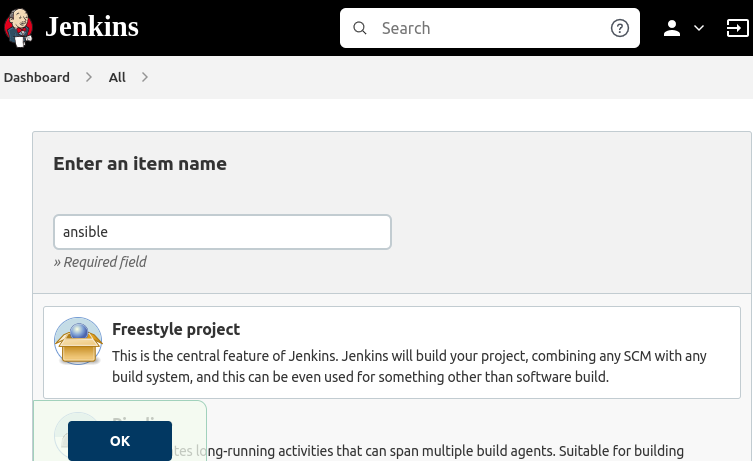 Jenkins
Search
Dashboard
All
Enter an item name
ansible
» Required field
Freestyle project
This is the central feature of Jenkins. Jenkins will build your project, combining any SCM with any
build system, and this can be even used for something other than software build.
OK
long-running activities that can span multiple build agents. Suitable for building